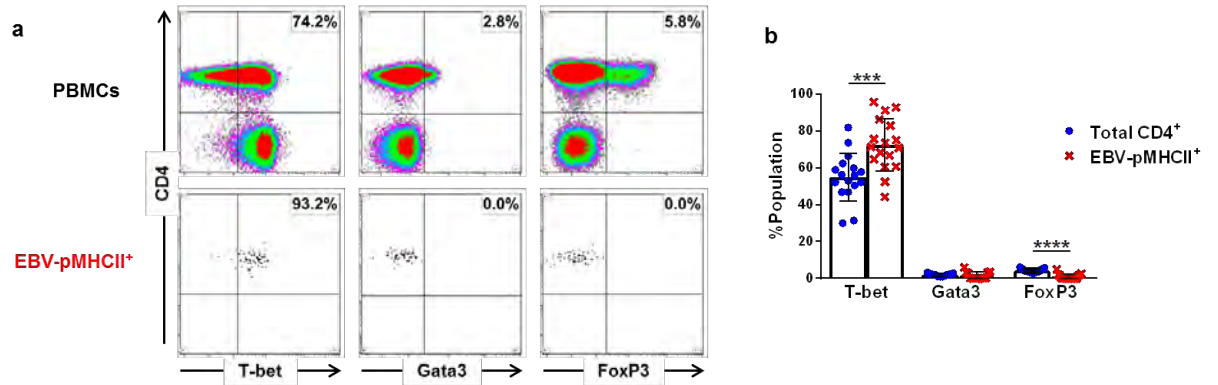 a
PBMCs
EBV-pMHCII⁺
CD4
74.2%
2.8%
5.8%
93.2%
0.0%
0.0%
T-bet
Gata3
FoxP3
b
%Population
100
80
60
40
20
0
***
****
T-bet
Gata3
FoxP3
Total CD4⁺
EBV-pMHCII⁺